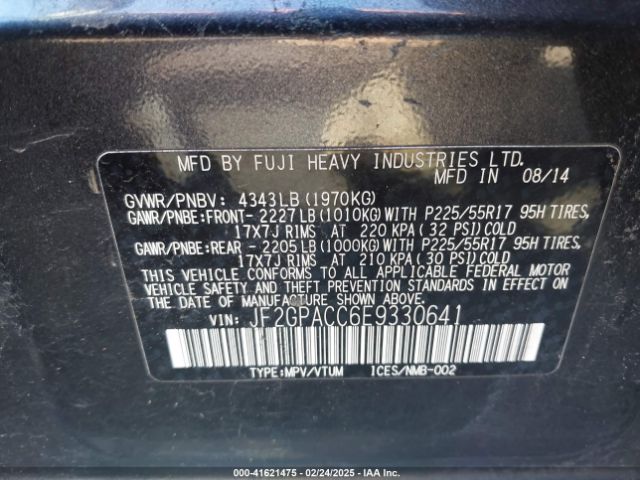 MFD BY FUJI HEAVY INDUSTRIES LTD.
MFD IN 08/14
GVWR/PNBV: 4343LB (1970KG)
GAWR/PNBE:FRONT- 2227LB (1010KG) WITH P225/55R17 95H TIRES,
17X7J RIMS AT 220 KPA (32 PSI) COLD
GAWR/PNBE:REAR - 2205LB (1000KG) WITH P225/55R17 95H TIRES,
17X7J RIMS AT 210 KPA (30 PSI) COLD
THIS VEHICLE CONFORMS TO ALL APPLICABLE FEDERAL MOTOR
VEHICLE SAFETY AND THEFT PREVENTION STANDARDS IN EFFECT ON
THE DATE OF MANUFACTURE SHOWN ABOVE.
VIN: JF2GPACC6E9330641
TYPE:MPV/VTUM ICES/NMB-002
000-41621475 - 02/24/2025 - IAA Inc.